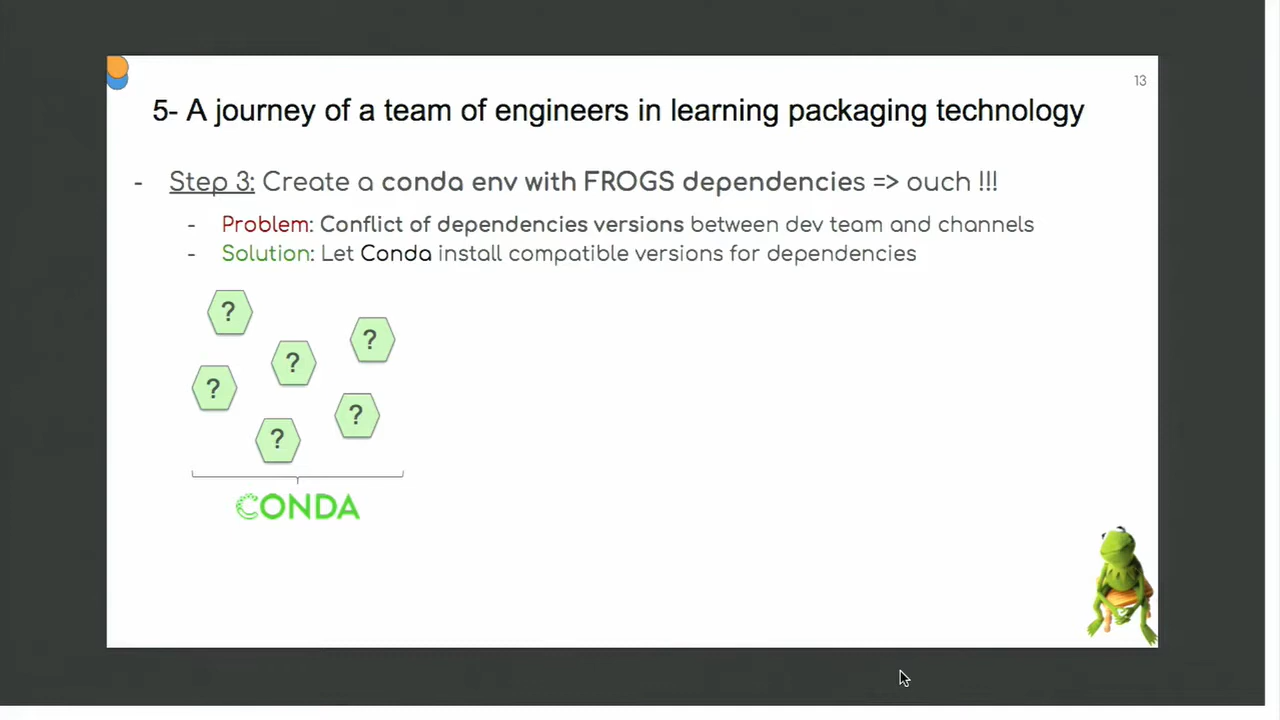 13
5- A journey of a team of engineers in learning packaging technology
- Step 3: Create a conda env with FROGS dependencies => ouch !!!
- Problem: Conflict of dependencies versions between dev team and channels
- Solution: Let Conda install compatible versions for dependencies
?
?
?
?
?
?
CONDA